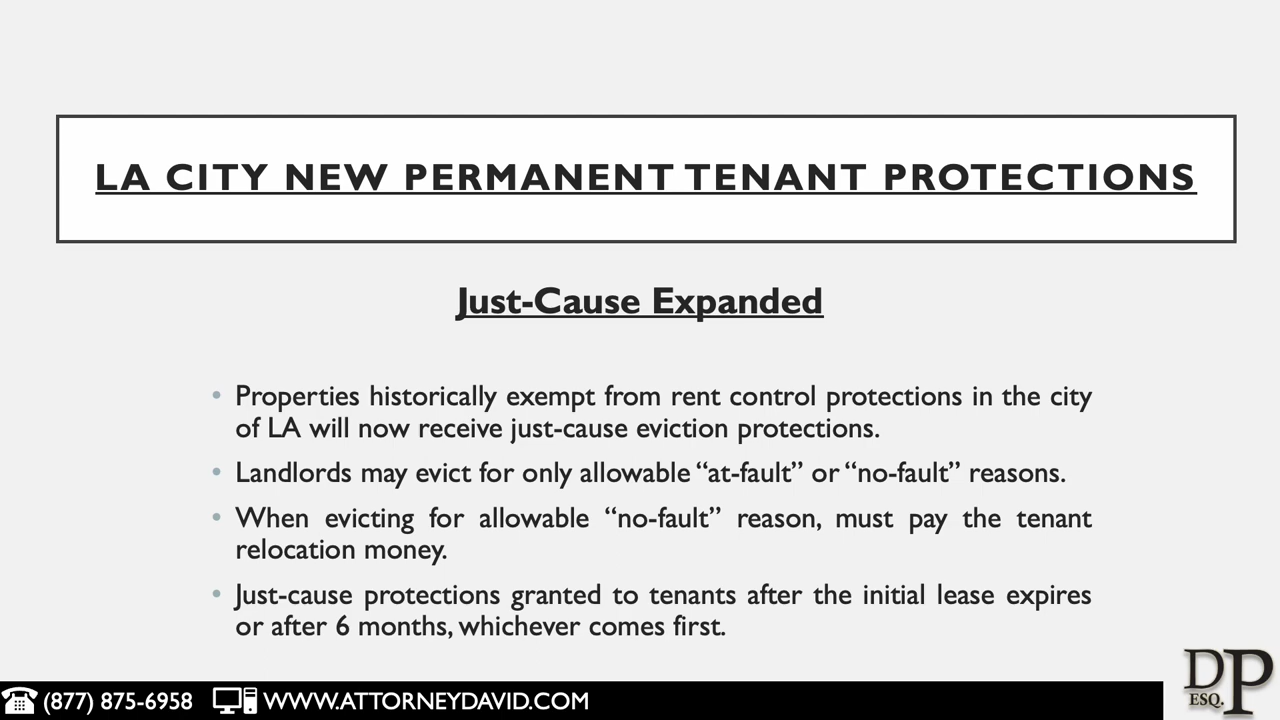 LA CITY NEW PERMANENT TENANT PROTECTIONS
Just-Cause Expanded
• Properties historically exempt from rent control protections in the city
of LA will now receive just-cause eviction protections.
• Landlords may evict for only allowable “at-fault” or “no-fault” reasons.
• When evicting for allowable “no-fault” reason, must pay the tenant
relocation money.
• Just-cause protections granted to tenants after the initial lease expires
or after 6 months, whichever comes first.
(877) 875-6958 WWW.ATTORNEYDAVID.COM
DP
ESQ.